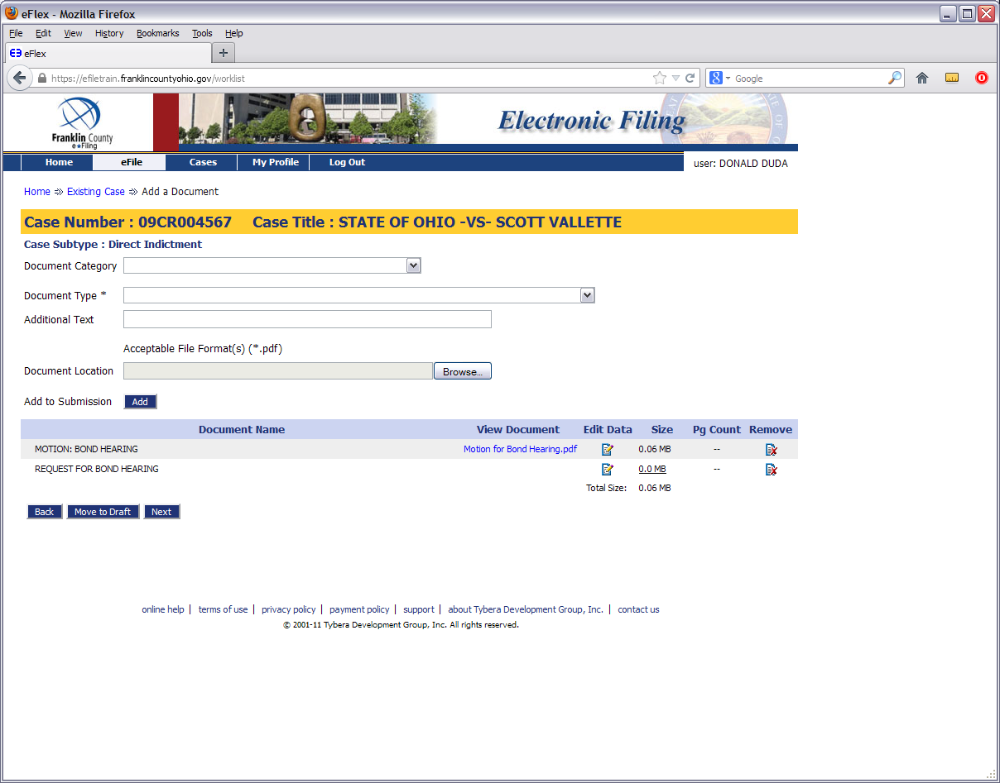 eFlex - Mozilla Firefox
File Edit View History Bookmarks Tools Help
eFlex
https://efiletrain.franklincountyohio.gov/worklist Google
Franklin County
e★Filing
Electronic Filing
Home eFile Cases My Profile Log Out user: DONALD DUDA
Home ⇒ Existing Case ⇒ Add a Document
Case Number : 09CR004567 Case Title : STATE OF OHIO -VS- SCOTT VALLETTE
Case Subtype : Direct Indictment
Document Category
Document Type *
Additional Text
Acceptable File Format(s) (*.pdf)
Document Location Browse...
Add to Submission Add
Document Name View Document Edit Data Size Pg Count Remove
MOTION: BOND HEARING Motion for Bond Hearing.pdf 0.06 MB --
REQUEST FOR BOND HEARING 0.0 MB --
Total Size: 0.06 MB
Back Move to Draft Next
online help | terms of use | privacy policy | payment policy | support | about Tybera Development Group, Inc. | contact us
© 2001-11 Tybera Development Group, Inc. All rights reserved.